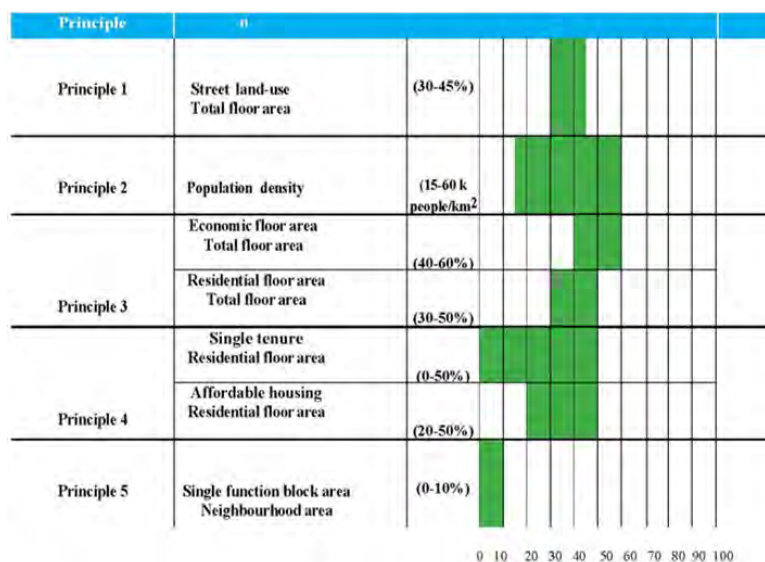 Principle n
Principle 1 Street land-use (30-45%)
Total floor area
Principle 2 Population density (15-60 k
people/km2
Economic floor area
Total floor area
(40-60%)
Residential floor area
Total floor area
Principle 3 (30-50%)
Single tenure
Residential floor area
(0-50%)
Affordable housing
Residential floor area
Principle 4 (20-50%)
Principle 5 Single function block area (0-10%)
Neighbourhood area
0 10 20 30 40 50 60 70 80 90 100